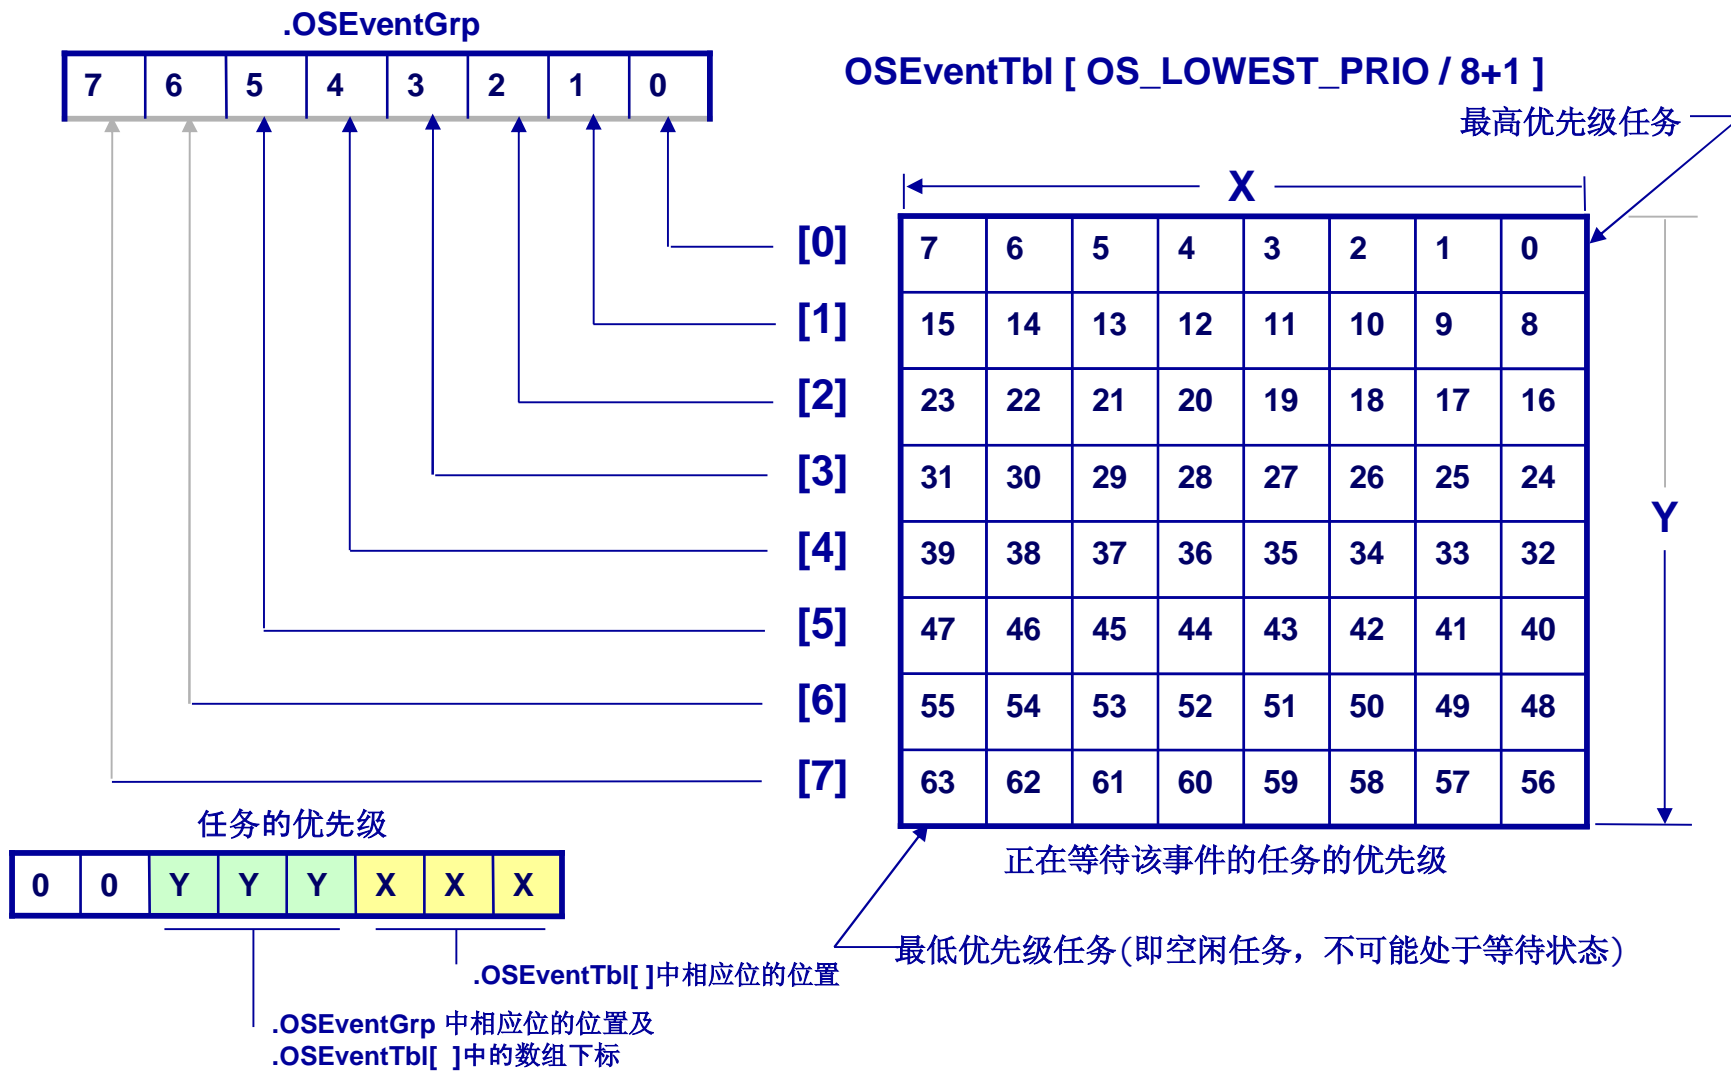 .OSEventGrp
7 6 5 4 3 2 1 0
OSEventTbl [ OS_LOWEST_PRIO / 8+1 ]
最高优先级任务
X
[0] 7 6 5 4 3 2 1 0
[1] 15 14 13 12 11 10 9 8
[2] 23 22 21 20 19 18 17 16
[3] 31 30 29 28 27 26 25 24
Y
[4] 39 38 37 36 35 34 33 32
[5] 47 46 45 44 43 42 41 40
[6] 55 54 53 52 51 50 49 48
[7] 63 62 61 60 59 58 57 56
任务的优先级
0 0 Y Y Y X X X
正在等待该事件的任务的优先级
最低优先级任务(即空闲任务，不可能处于等待状态)
.OSEventTbl[ ]中相应位的位置
.OSEventGrp 中相应位的位置及
.OSEventTbl[ ]中的数组下标